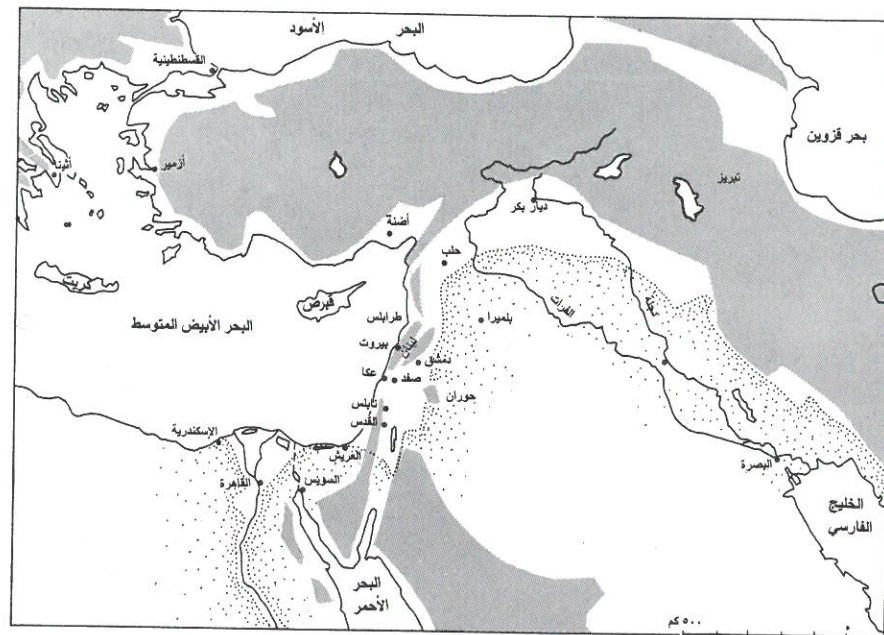 البحر الأسود
القسطنطينية
بحر قزوين
أثينا
أزمير
تبريز
ديار بكر
أضنة
حلب
كريت
قبرص
البحر الأبيض المتوسط
طرابلس
بلميرا
الفرات
دجلة
بيروت
لبنان
دمشق
عكا
صفد
حوران
نابلس
القدس
الإسكندرية
العريش
البصرة
القاهرة
السويس
الخليج
الفارسي
البحر
الأحمر
٥٠٠ كم